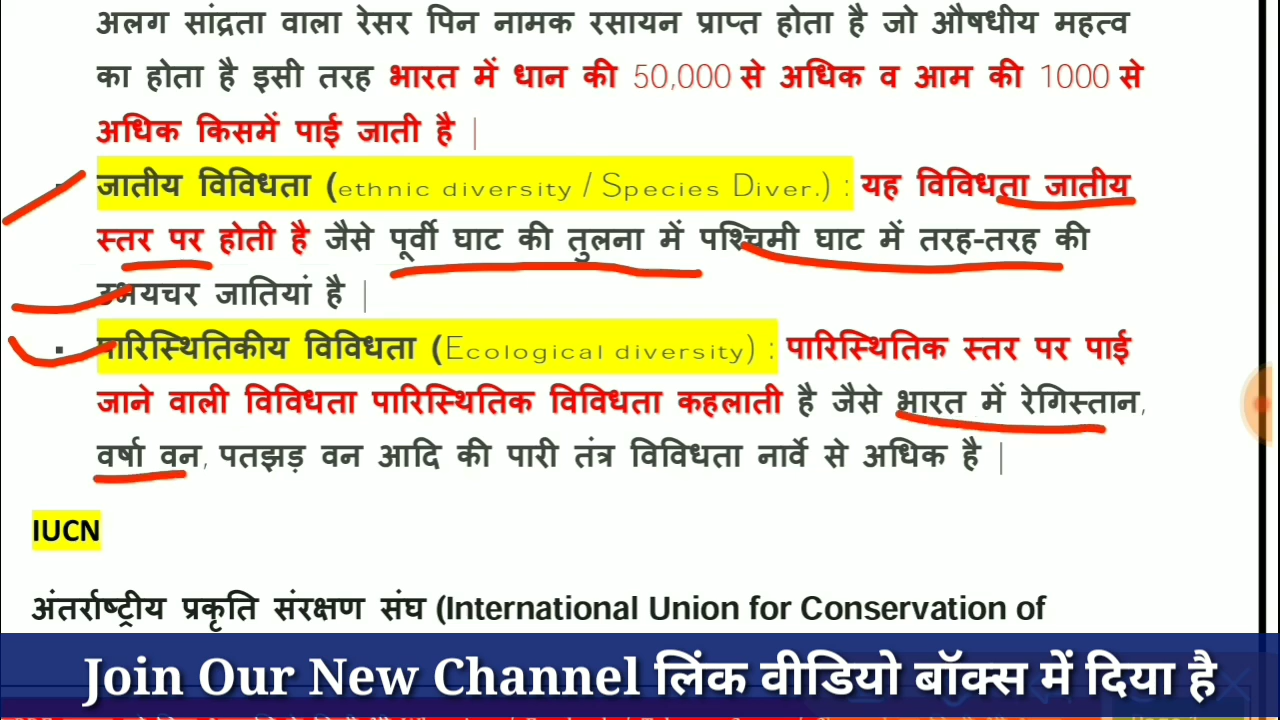 अलग सांद्रता वाला रेसर पिन नामक रसायन प्राप्त होता है जो औषधीय महत्व
का होता है इसी तरह भारत में धान की 50,000 से अधिक व आम की 1000 से
अधिक किसमें पाई जाती है |
▪ जातीय विविधता (ethnic diversity / Species Diver.) : यह विविधता जातीय
स्तर पर होती है जैसे पूर्वी घाट की तुलना में पश्चिमी घाट में तरह-तरह की
उभयचर जातियां है |
▪ पारिस्थितिकीय विविधता (Ecological diversity) : पारिस्थितिक स्तर पर पाई
जाने वाली विविधता पारिस्थितिक विविधता कहलाती है जैसे भारत में रेगिस्तान,
वर्षा वन, पतझड़ वन आदि की पारी तंत्र विविधता नार्वे से अधिक है |
IUCN
अंतर्राष्ट्रीय प्रकृति संरक्षण संघ (International Union for Conservation of
Join Our New Channel लिंक वीडियो बॉक्स में दिया है